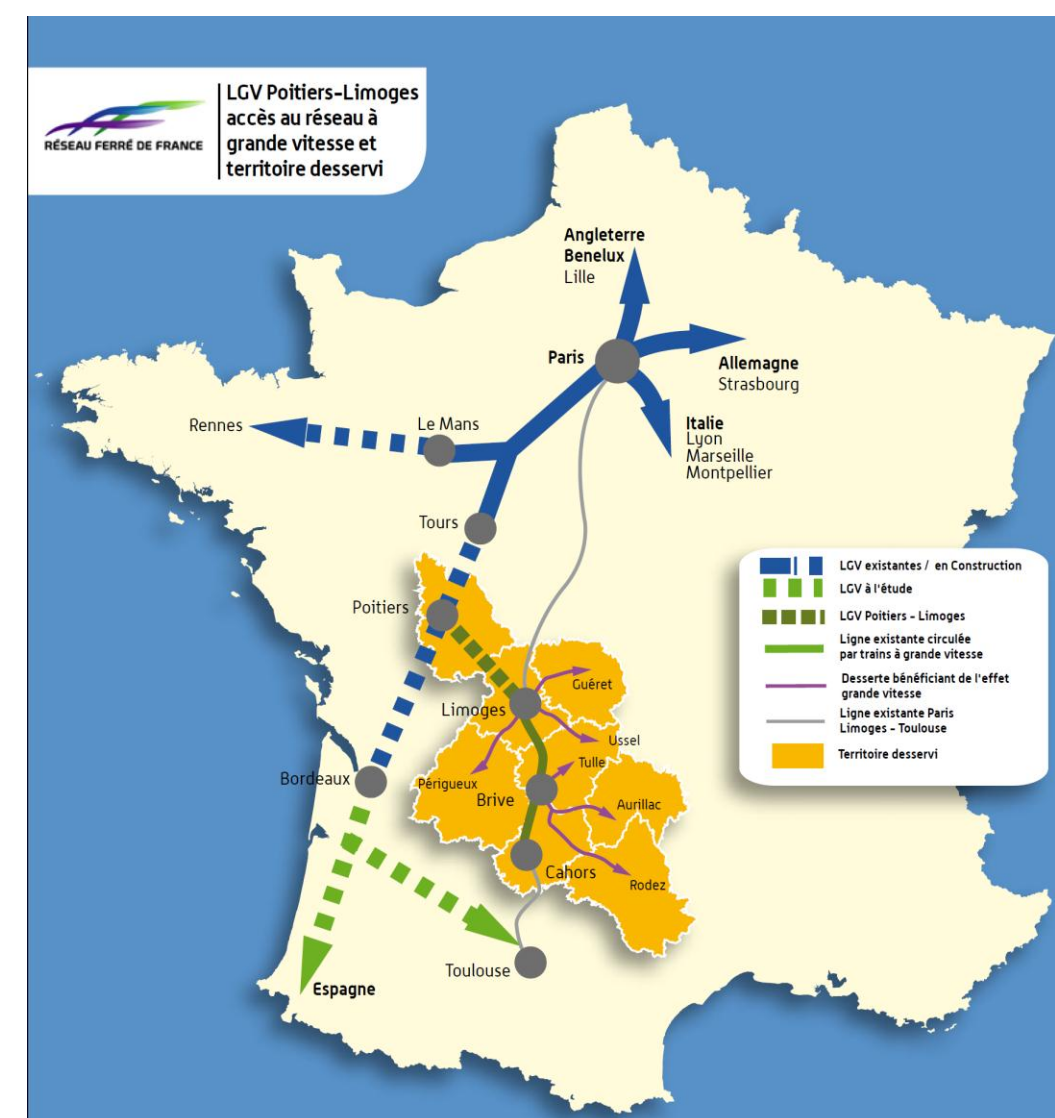 RÉSEAU FERRÉ DE FRANCE
LGV Poitiers-Limoges
accès au réseau à
grande vitesse et
territoire desservi
Angleterre
Benelux
Lille
Paris
Allemagne
Strasbourg
Italie
Lyon
Marseille
Montpellier
Rennes
Le Mans
Tours
Poitiers
Limoges
Guéret
Ussel
Tulle
Périgueux
Brive
Aurillac
Bordeaux
Cahors
Rodez
Toulouse
Espagne
LGV existantes / en Construction
LGV à l'étude
LGV Poitiers - Limoges
Ligne existante circulée
par trains à grande vitesse
Desserte bénéficiant de l'effet
grande vitesse
Ligne existante Paris
Limoges - Toulouse
Territoire desservi